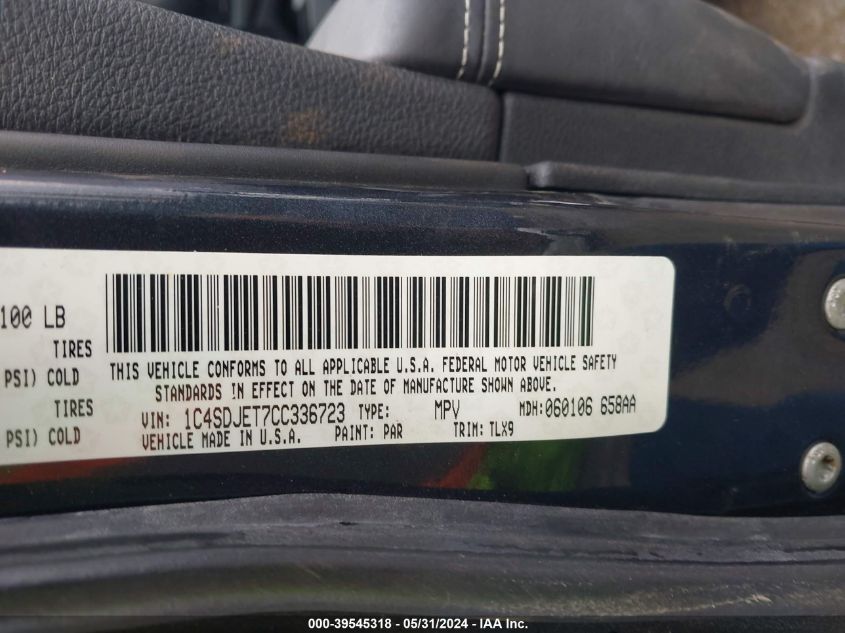 100 LB
TIRES
PSI) COLD
TIRES
PSI) COLD
THIS VEHICLE CONFORMS TO ALL APPLICABLE U.S.A. FEDERAL MOTOR VEHICLE SAFETY
STANDARDS IN EFFECT ON THE DATE OF MANUFACTURE SHOWN ABOVE.
VIN: 1C4SDJET7CC336723 TYPE: MPV MDH:060106 658AA
VEHICLE MADE IN U.S.A. PAINT: PAR TRIM: TLX9
000-39545318 - 05/31/2024 - IAA Inc.